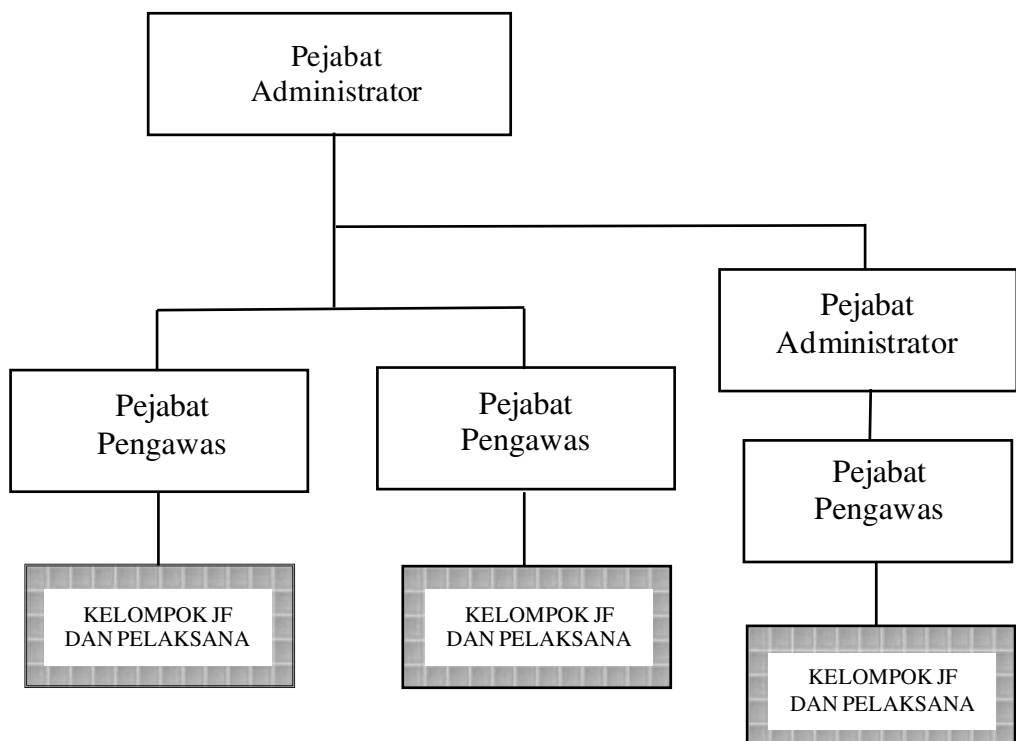 Pejabat
Administrator
Pejabat
Administrator
Pejabat
Pengawas
Pejabat
Pengawas
Pejabat
Pengawas
KELOMPOK JF
DAN PELAKSANA
KELOMPOK JF
DAN PELAKSANA
KELOMPOK JF
DAN PELAKSANA